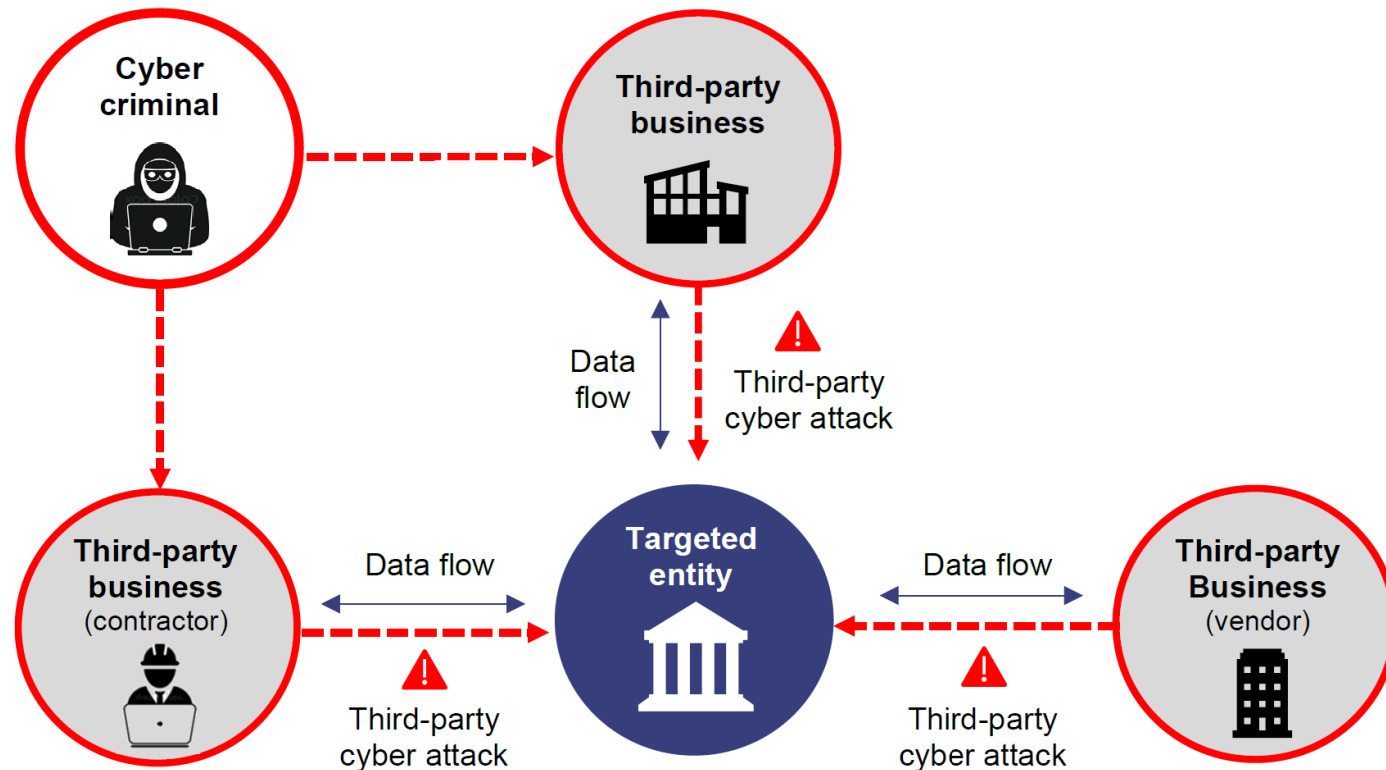 Cyber
criminal
Third-party
business
Data
flow
Third-party
cyber attack
Third-party
business
(contractor)
Data flow
Third-party
cyber attack
Targeted
entity
Data flow
Third-party
cyber attack
Third-party
Business
(vendor)